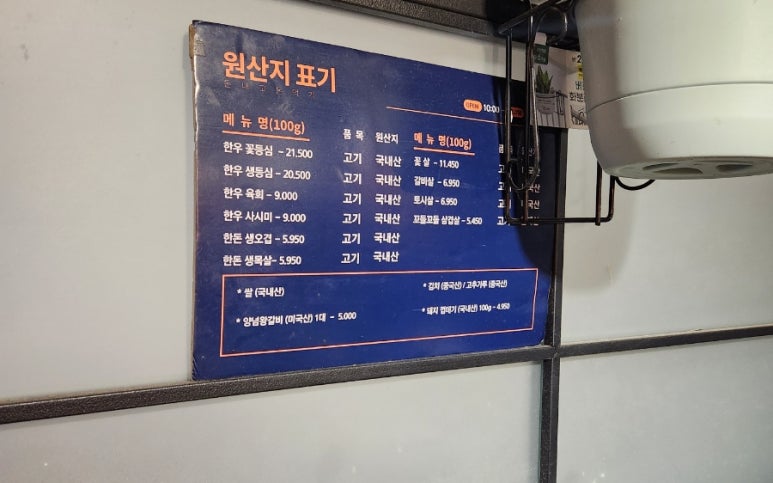 원산지 표기
OPEN 10:00
메 뉴 명(100g) 품 목 원산지
한우 꽃등심 - 21.500 고기 국내산
한우 생등심 - 20.500 고기 국내산
한우 육회 - 9.000 고기 국내산
한우 사시미 - 9.000 고기 국내산
한돈 생오겹 - 5.950 고기 국내산
한돈 생목살- 5.950 고기 국내산
메 뉴 명(100g)
꽃 살 - 11.450
갈바살 - 6.950
토시살 - 6.950
꼬들꼬들 삼겹살 - 5.450
* 쌀 (국내산)
* 김치 (중국산) / 고추가루 (중국산)
* 양념왕갈비 (미국산) 1대 - 5.000
* 돼지 껍데기 (국내산) 100g - 4.950